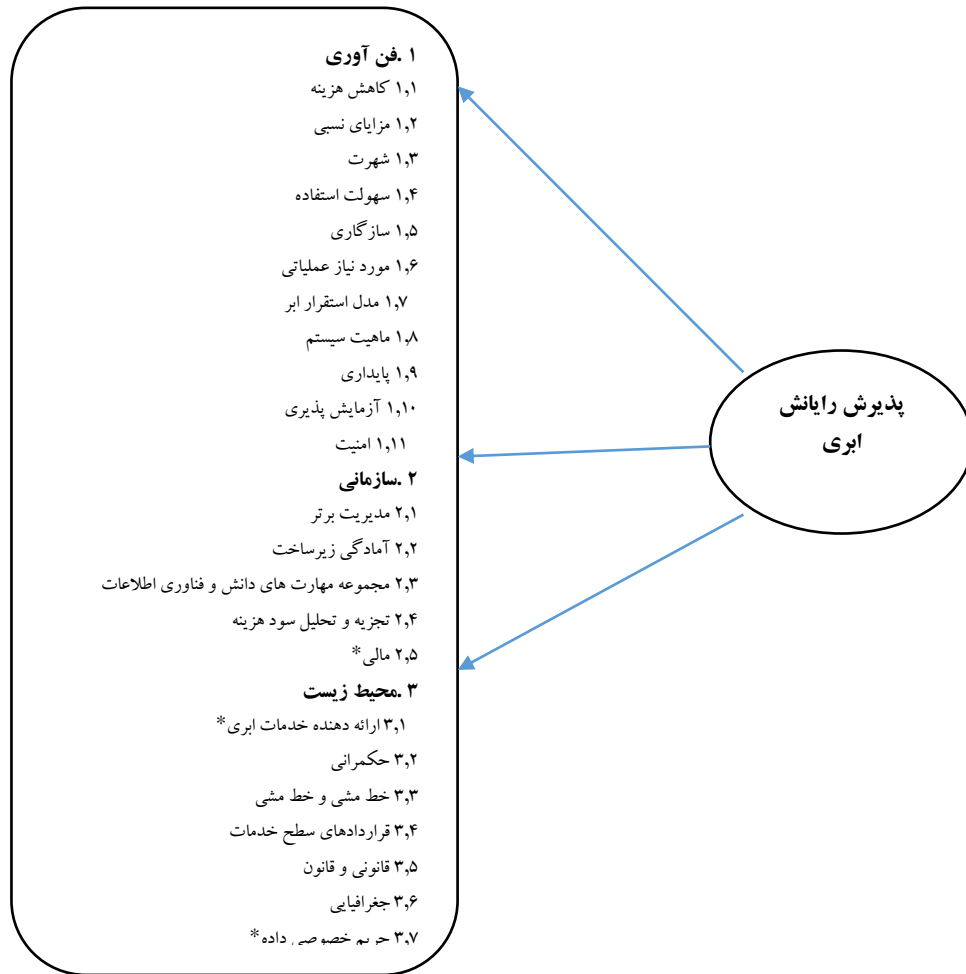 ۱ .فن آوری
۱,۱ کاهش هزینه
۱,۲ مزایای نسبی
۱,۳ شهرت
۱,۴ سهولت استفاده
۱,۵ سازگاری
۱,۶ مورد نیاز عملیاتی
۱,۷ مدل استقرار ابر
۱,۸ ماهیت سیستم
۱,۹ پایداری
۱,۱۰ آزمایش پذیری
۱,۱۱ امنیت
۲ .سازمانی
۲,۱ مدیریت برتر
۲,۲ آمادگی زیرساخت
۲,۳ مجموعه مهارت های دانش و فناوری اطلاعات
۲,۴ تجزیه و تحلیل سود هزینه
۲,۵ مالی*
۳ .محیط زیست
۳,۱ ارائه دهنده خدمات ابری*
۳,۲ حکمرانی
۳,۳ خط مشی و خط مشی
۳,۴ قراردادهای سطح خدمات
۳,۵ قانونی و قانون
۳,۶ جغرافیایی
۳,۷ حریم خصوصی داده*
پذیرش رایانش
ابری